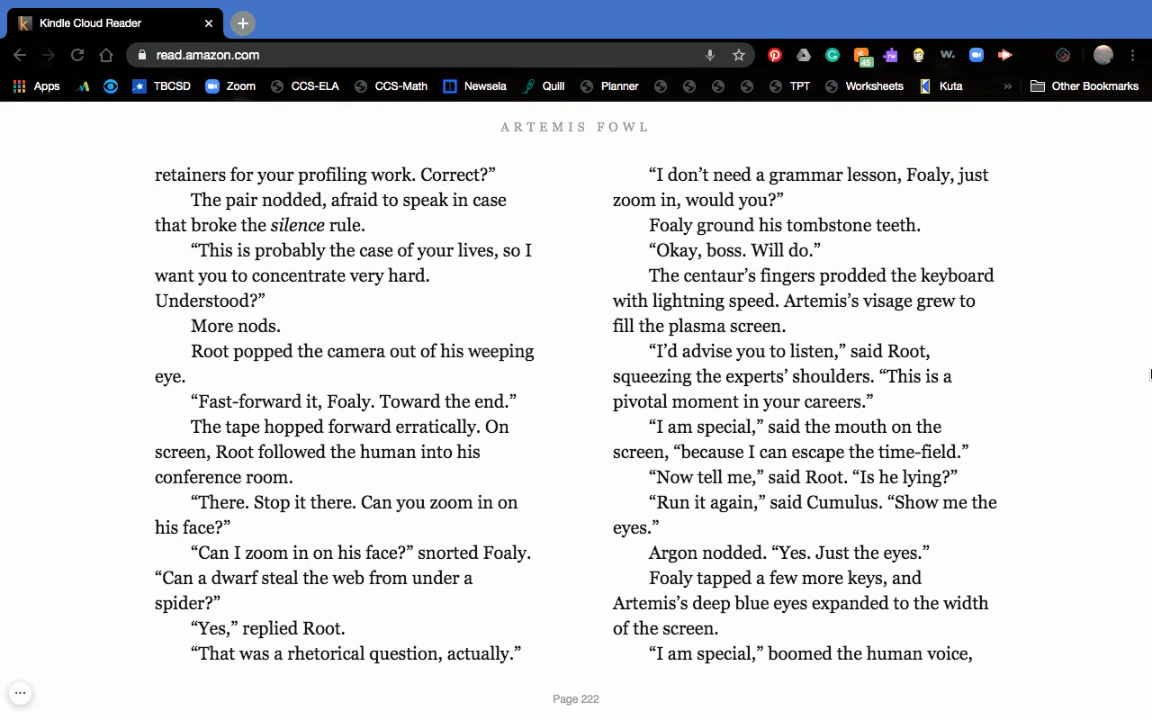 Kindle Cloud Reader
read.amazon.com
45
rw
w.
Apps
TBCSD
Zoom
CCS-ELA
CCS-Math
Newsela
Quill
Planner
TPT
Worksheets
Kuta
»
Other Bookmarks
ARTEMIS FOWL
retainers for your profiling work. Correct?”
The pair nodded, afraid to speak in case
that broke the silence rule.
“This is probably the case of your lives, so I
want you to concentrate very hard.
Understood?”
More nods.
Root popped the camera out of his weeping
eye.
“Fast-forward it, Foaly. Toward the end.”
The tape hopped forward erratically. On
screen, Root followed the human into his
conference room.
“There. Stop it there. Can you zoom in on
his face?”
“Can I zoom in on his face?” snorted Foaly.
“Can a dwarf steal the web from under a
spider?”
“Yes,” replied Root.
“That was a rhetorical question, actually.”
“I don’t need a grammar lesson, Foaly, just
zoom in, would you?”
Foaly ground his tombstone teeth.
“Okay, boss. Will do.”
The centaur’s fingers prodded the keyboard
with lightning speed. Artemis’s visage grew to
fill the plasma screen.
“I’d advise you to listen,” said Root,
squeezing the experts’ shoulders. “This is a
pivotal moment in your careers.”
“I am special,” said the mouth on the
screen, “because I can escape the time-field.”
“Now tell me,” said Root. “Is he lying?”
“Run it again,” said Cumulus. “Show me the
eyes.”
Argon nodded. “Yes. Just the eyes.”
Foaly tapped a few more keys, and
Artemis’s deep blue eyes expanded to the width
of the screen.
“I am special,” boomed the human voice,
Page 222